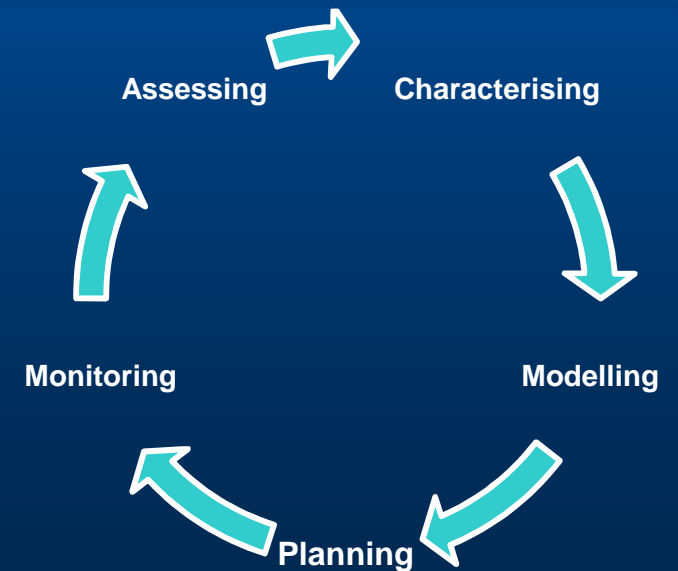 Assessing
Characterising
Monitoring
Modelling
Planning